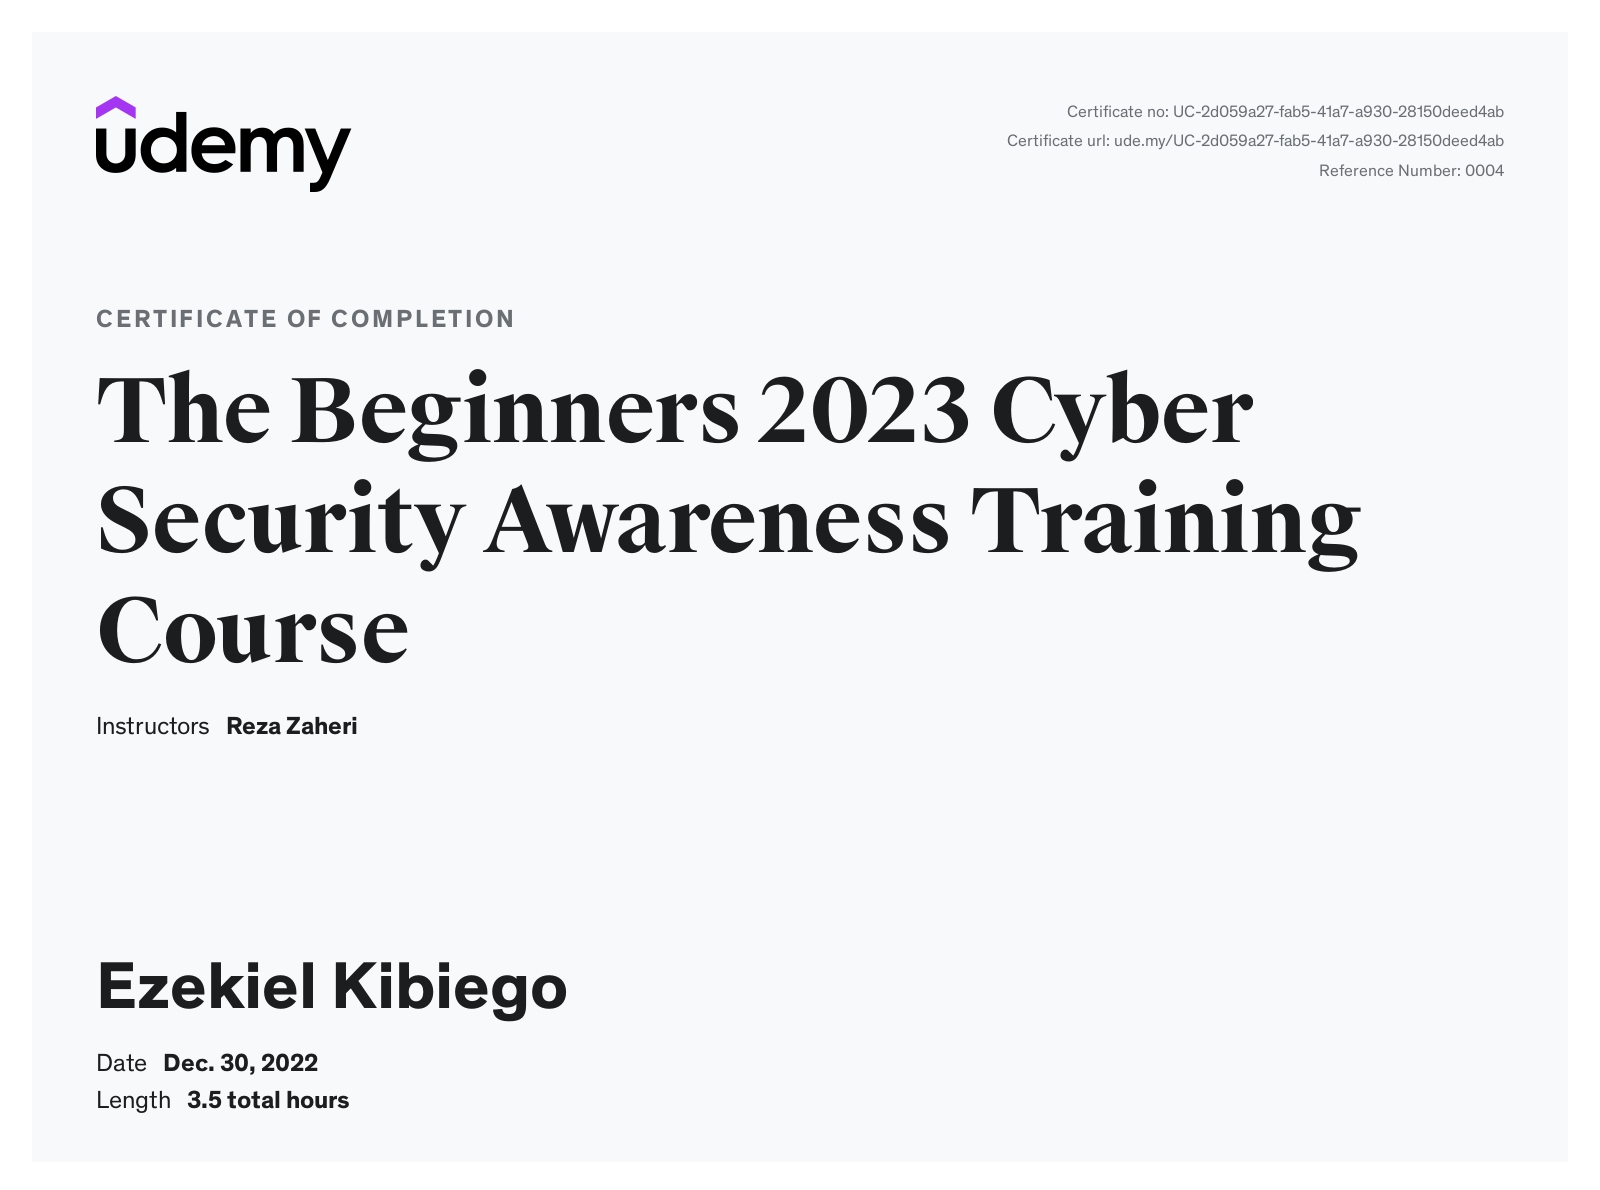 udemy
Certificate no: UC-2d059a27-fab5-41a7-a930-28150deed4ab
Certificate url: ude.my/UC-2d059a27-fab5-41a7-a930-28150deed4ab
Reference Number: 0004
CERTIFICATE OF COMPLETION
The Beginners 2023 Cyber
Security Awareness Training
Course
Instructors Reza Zaheri
Ezekiel Kibiego
Date Dec. 30, 2022
Length 3.5 total hours